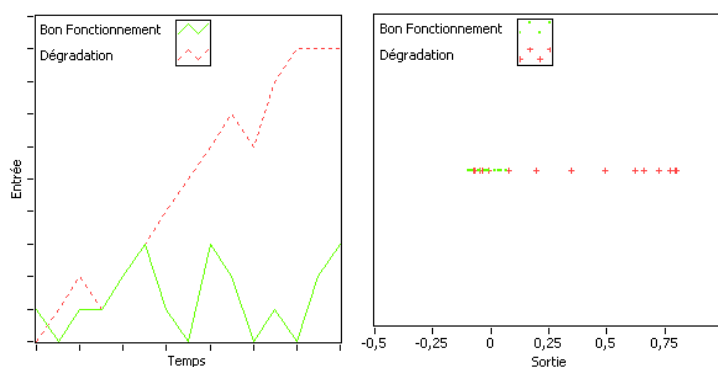 Bon Fonctionnement
Dégradation
Entrée
Temps
Bon Fonctionnement
Dégradation
-0,5
-0,25
0
0,25
0,5
0,75
Sortie